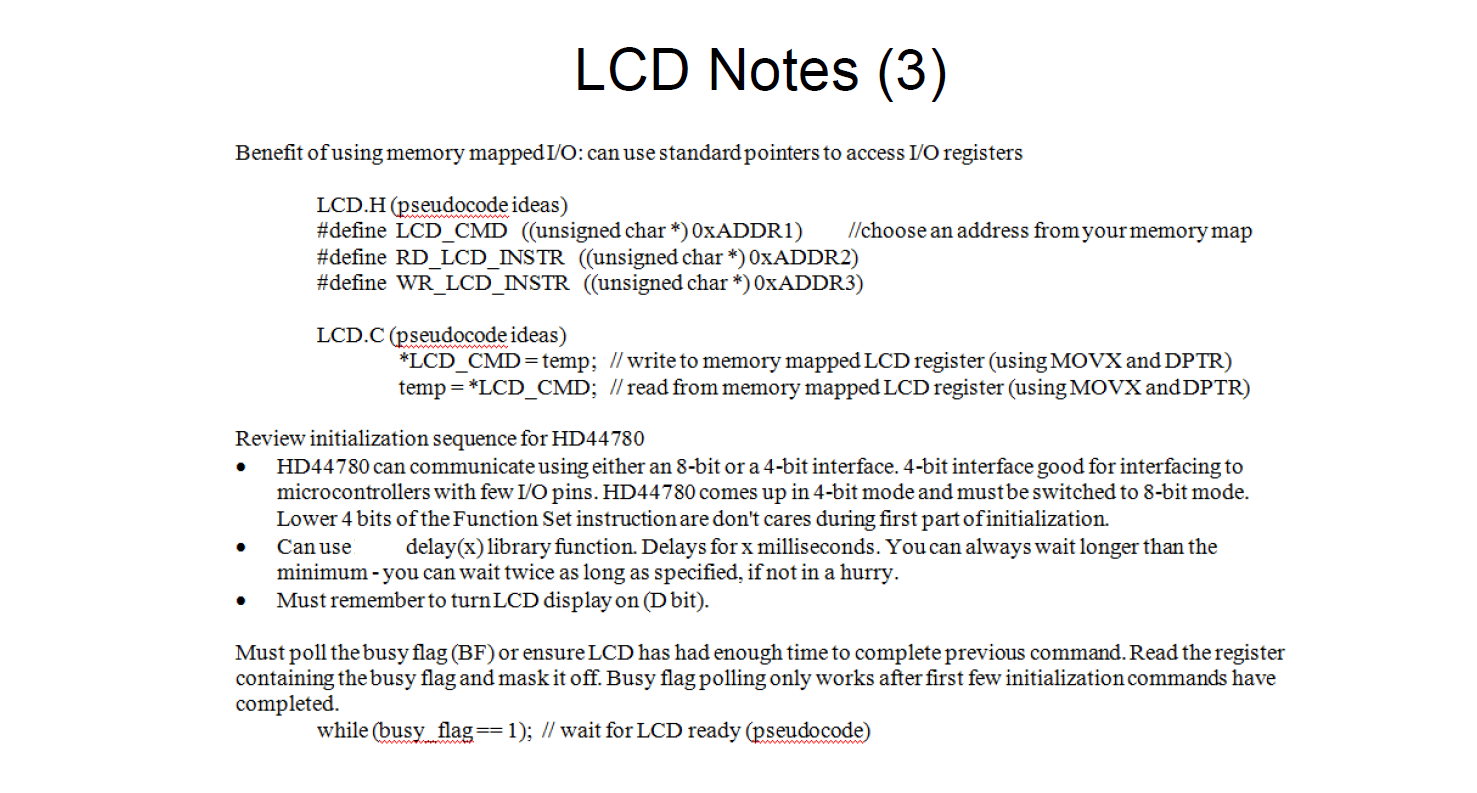 LCD Notes (3)
Benefit of using memory mapped I/O: can use standard pointers to access I/O registers
LCD.H (pseudocode ideas)
#define LCD_CMD ((unsigned char *) 0xADDR1) //choose an address from your memory map
#define RD_LCD_INSTR ((unsigned char *) 0xADDR2)
#define WR_LCD_INSTR ((unsigned char *) 0xADDR3)
LCD.C (pseudocode ideas)
*LCD_CMD = temp; // write to memory mapped LCD register (using MOVX and DPTR)
temp = *LCD_CMD; // read from memory mapped LCD register (using MOVX and DPTR)
Review initialization sequence for HD44780
• HD44780 can communicate using either an 8-bit or a 4-bit interface. 4-bit interface good for interfacing to
microcontrollers with few I/O pins. HD44780 comes up in 4-bit mode and must be switched to 8-bit mode.
Lower 4 bits of the Function Set instruction are don't cares during first part of initialization.
• Can use delay(x) library function. Delays for x milliseconds. You can always wait longer than the
minimum - you can wait twice as long as specified, if not in a hurry.
• Must remember to turn LCD display on (D bit).
Must poll the busy flag (BF) or ensure LCD has had enough time to complete previous command. Read the register
containing the busy flag and mask it off. Busy flag polling only works after first few initialization commands have
completed.
while (busy_flag == 1); // wait for LCD ready (pseudocode)